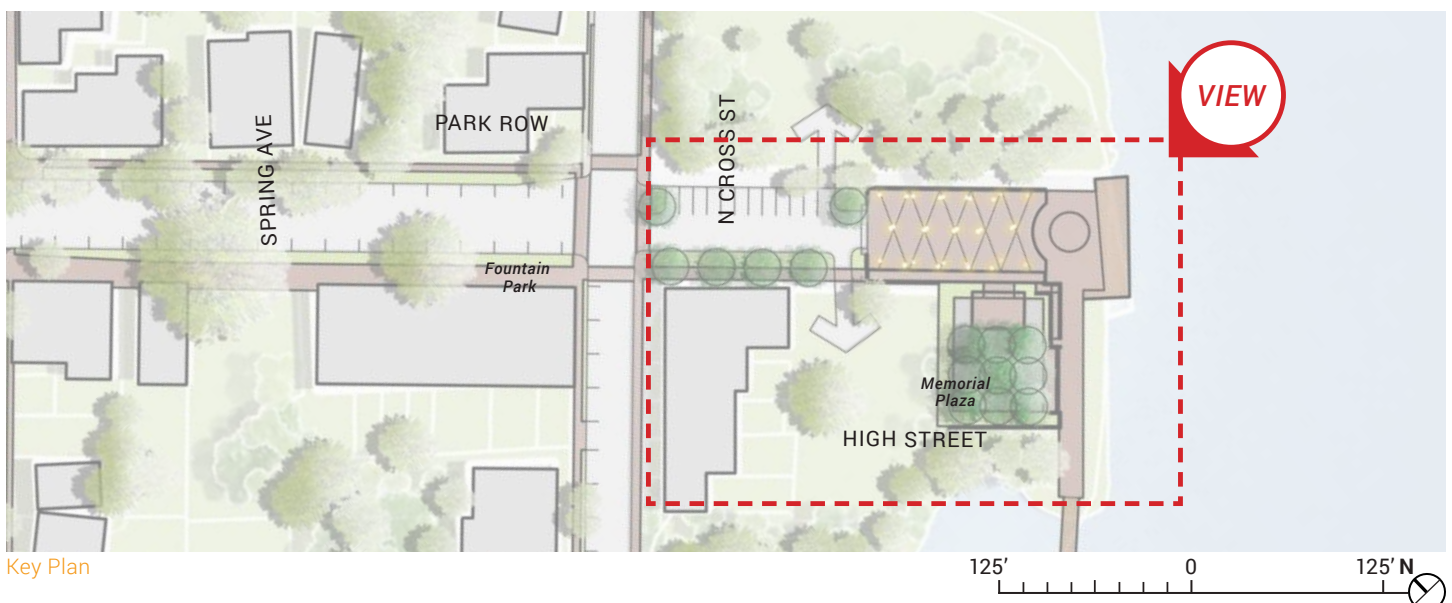 VIEW
PARK ROW
N CROSS ST
SPRING AVE
Fountain
Park
Memorial
Plaza
HIGH STREET
Key Plan
125' 0 125' N